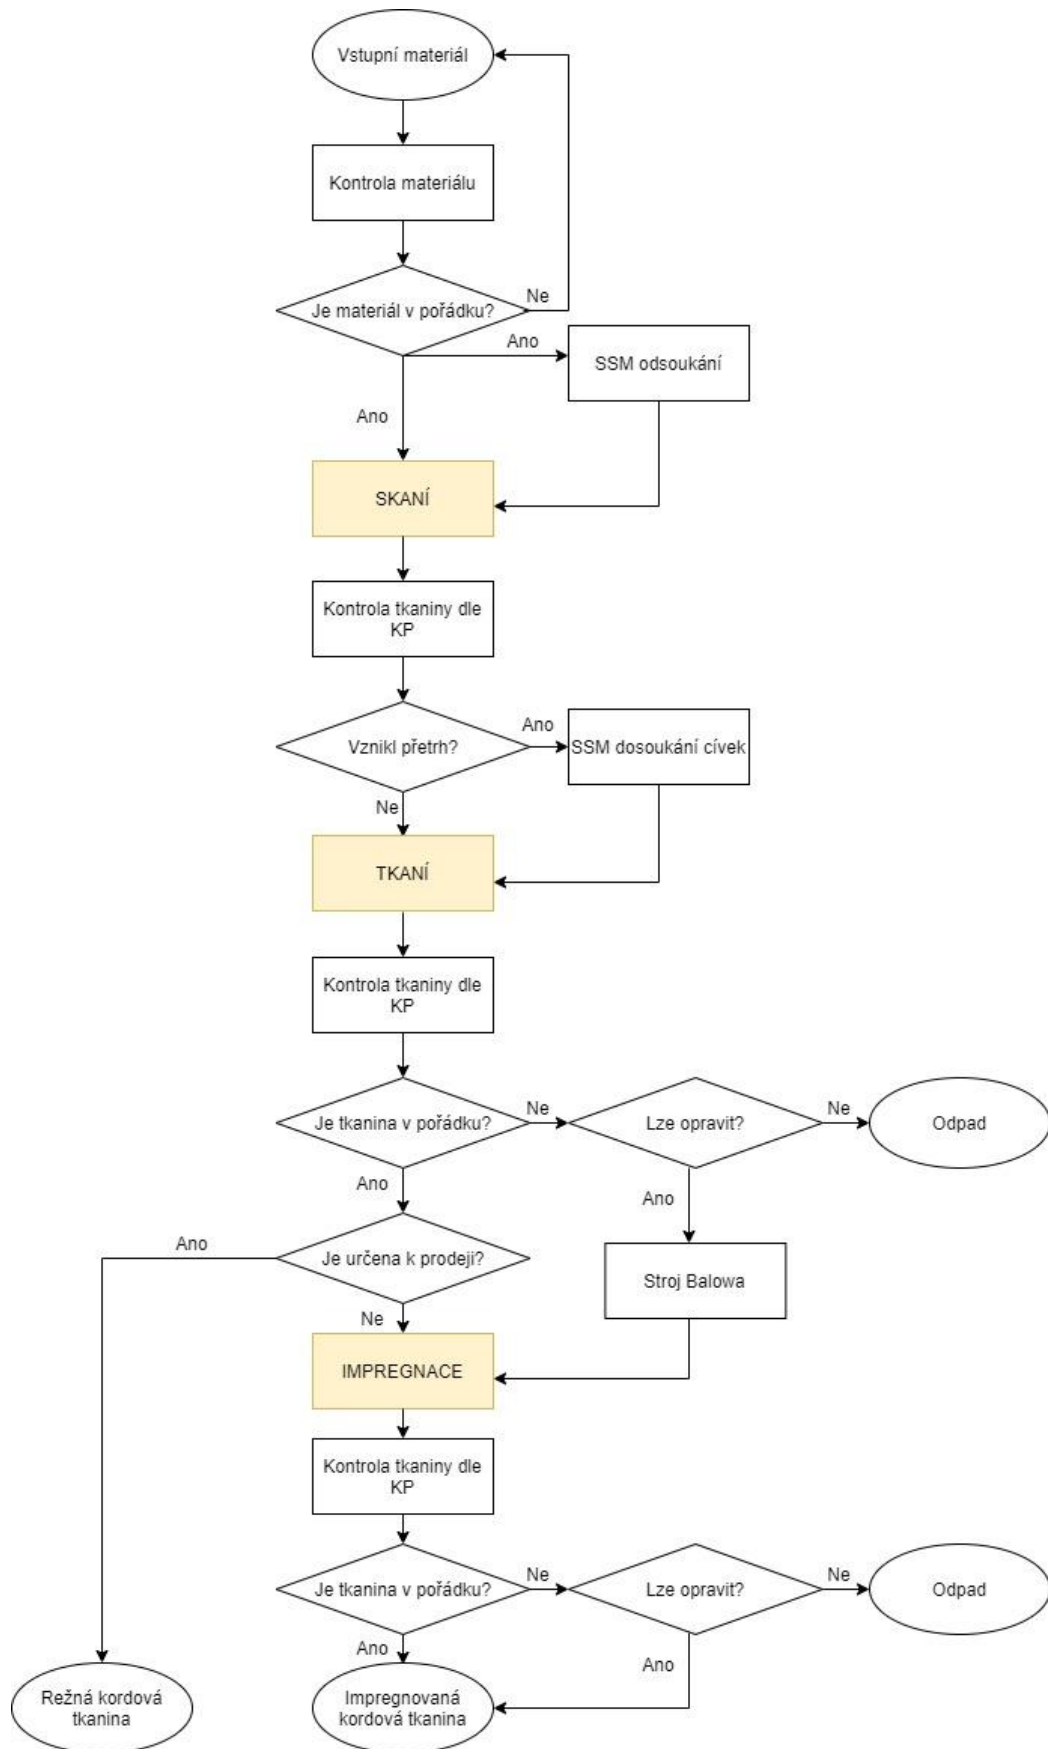 Vstupní materiál
Kontrola materiálu
Je materiál v pořádku?
Ne
Ano
SSM odsoukání
Ano
SKANÍ
Kontrola tkaniny dle
KP
Vznikl přetrh?
Ano
SSM dosoukání cívek
Ne
TKANÍ
Kontrola tkaniny dle
KP
Je tkanina v pořádku?
Ne
Lze opravit?
Ne
Odpad
Ano
Ano
Ano
Je určena k prodeji?
Stroj Balowa
Ne
IMPREGNACE
Kontrola tkaniny dle
KP
Je tkanina v pořádku?
Ne
Lze opravit?
Ne
Odpad
Ano
Ano
Režná kordová
tkanina
Impregnovaná
kordová tkanina